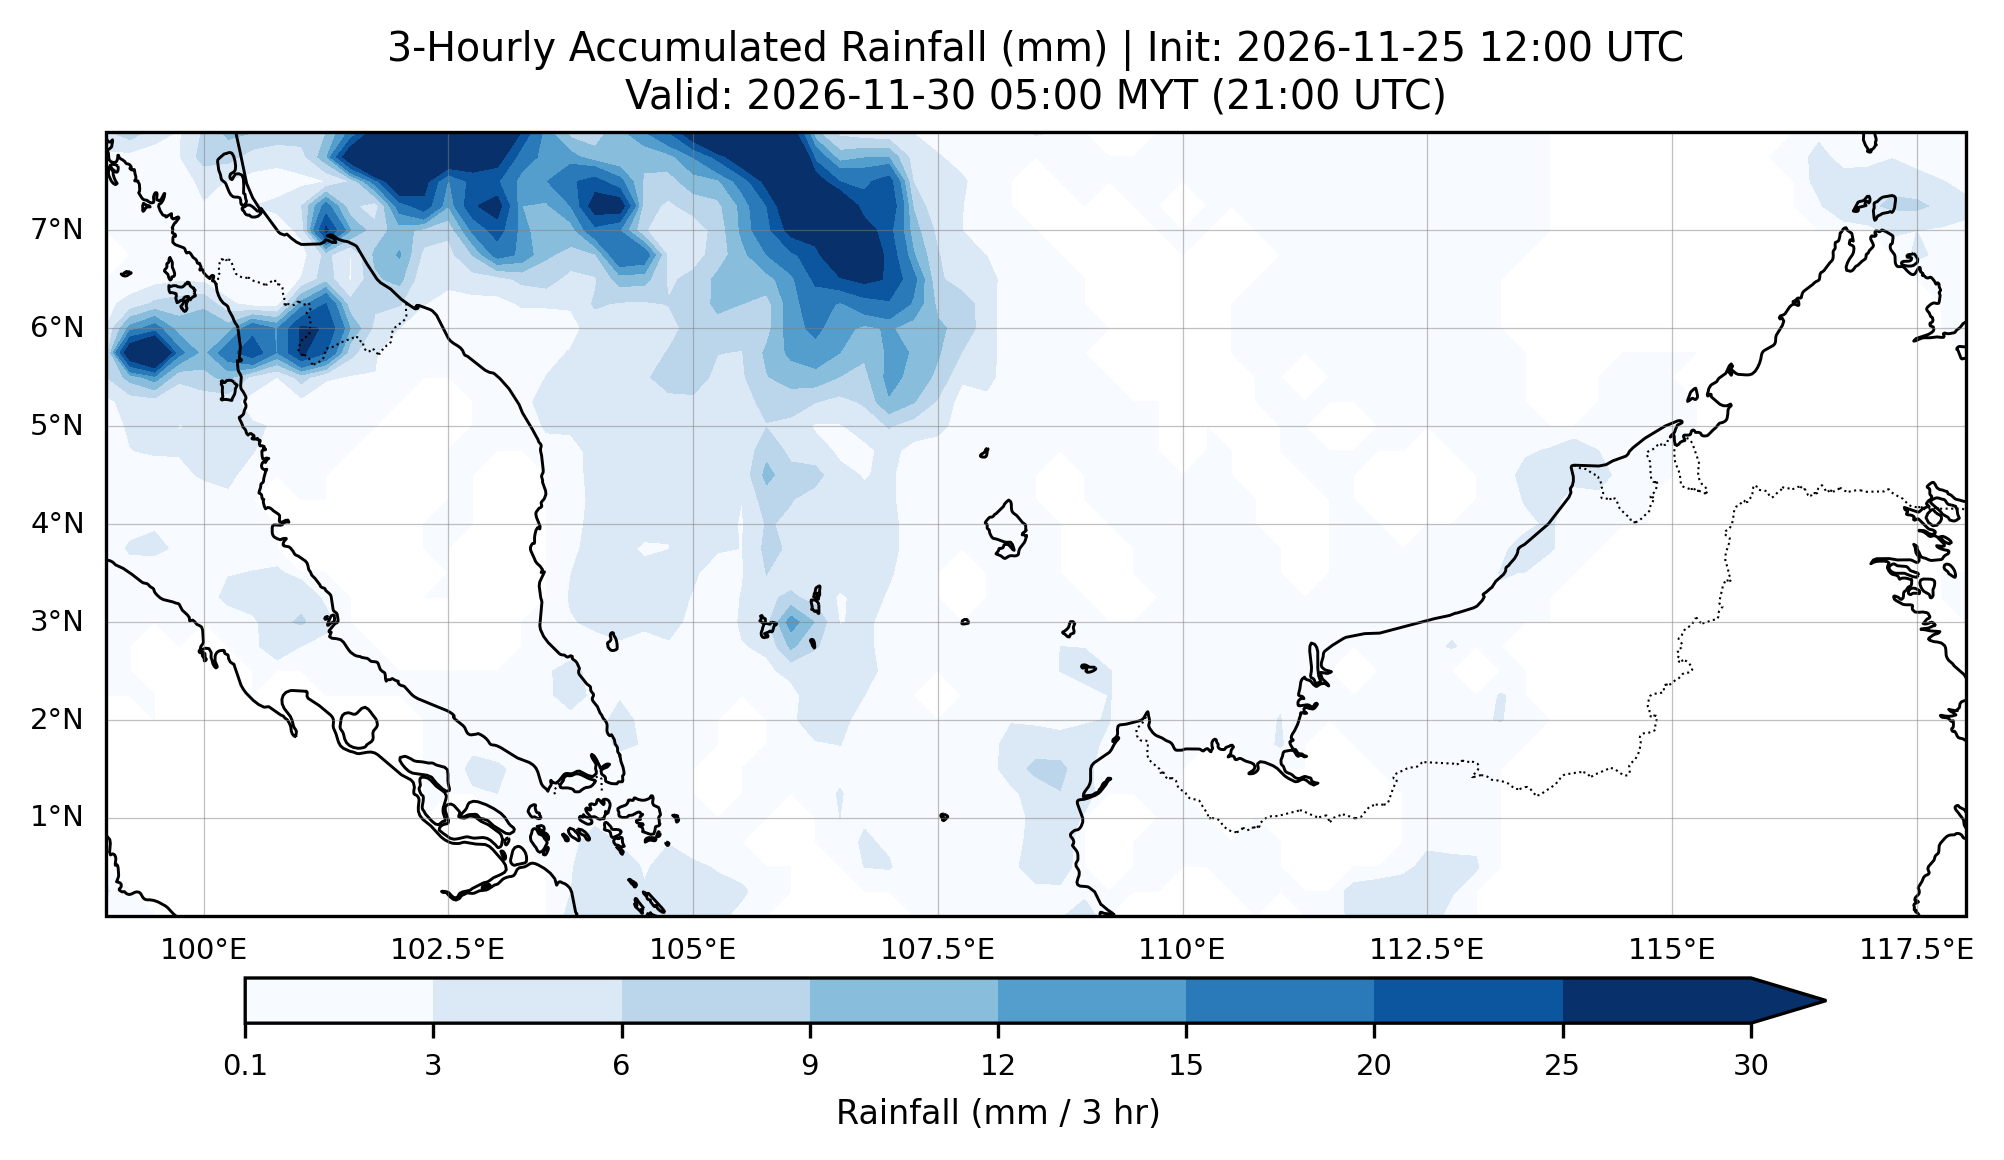 3-Hourly Accumulated Rainfall (mm) | Init: 2026-11-25 12:00 UTC
Valid: 2026-11-30 05:00 MYT (21:00 UTC)
7°N
6°N
5°N
4°N
3°N
2°N
1°N
100°E 102.5°E 105°E 107.5°E 110°E 112.5°E 115°E 117.5°E
0.1 3 6 9 12 15 20 25 30
Rainfall (mm / 3 hr)